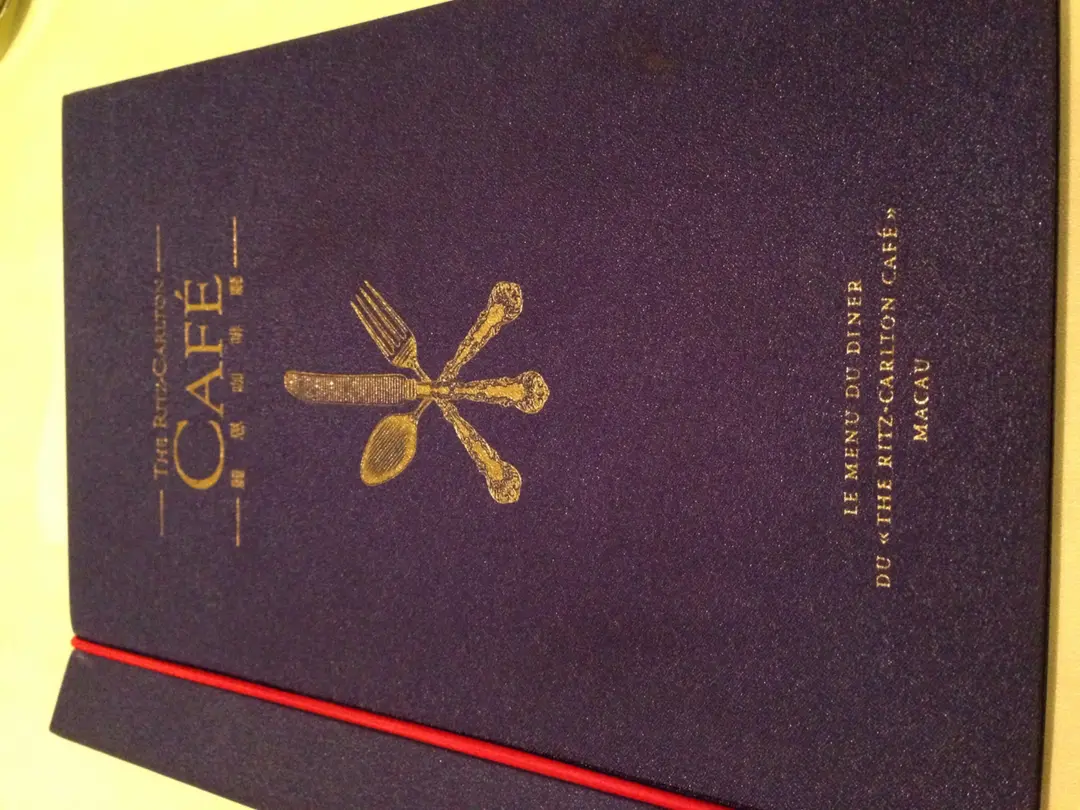 THE RITZ-CARLTON
CAFÉ
麗思咖啡廳
LE MENU DU DINER
DU «THE RITZ-CARLTON CAFÉ»
MACAU